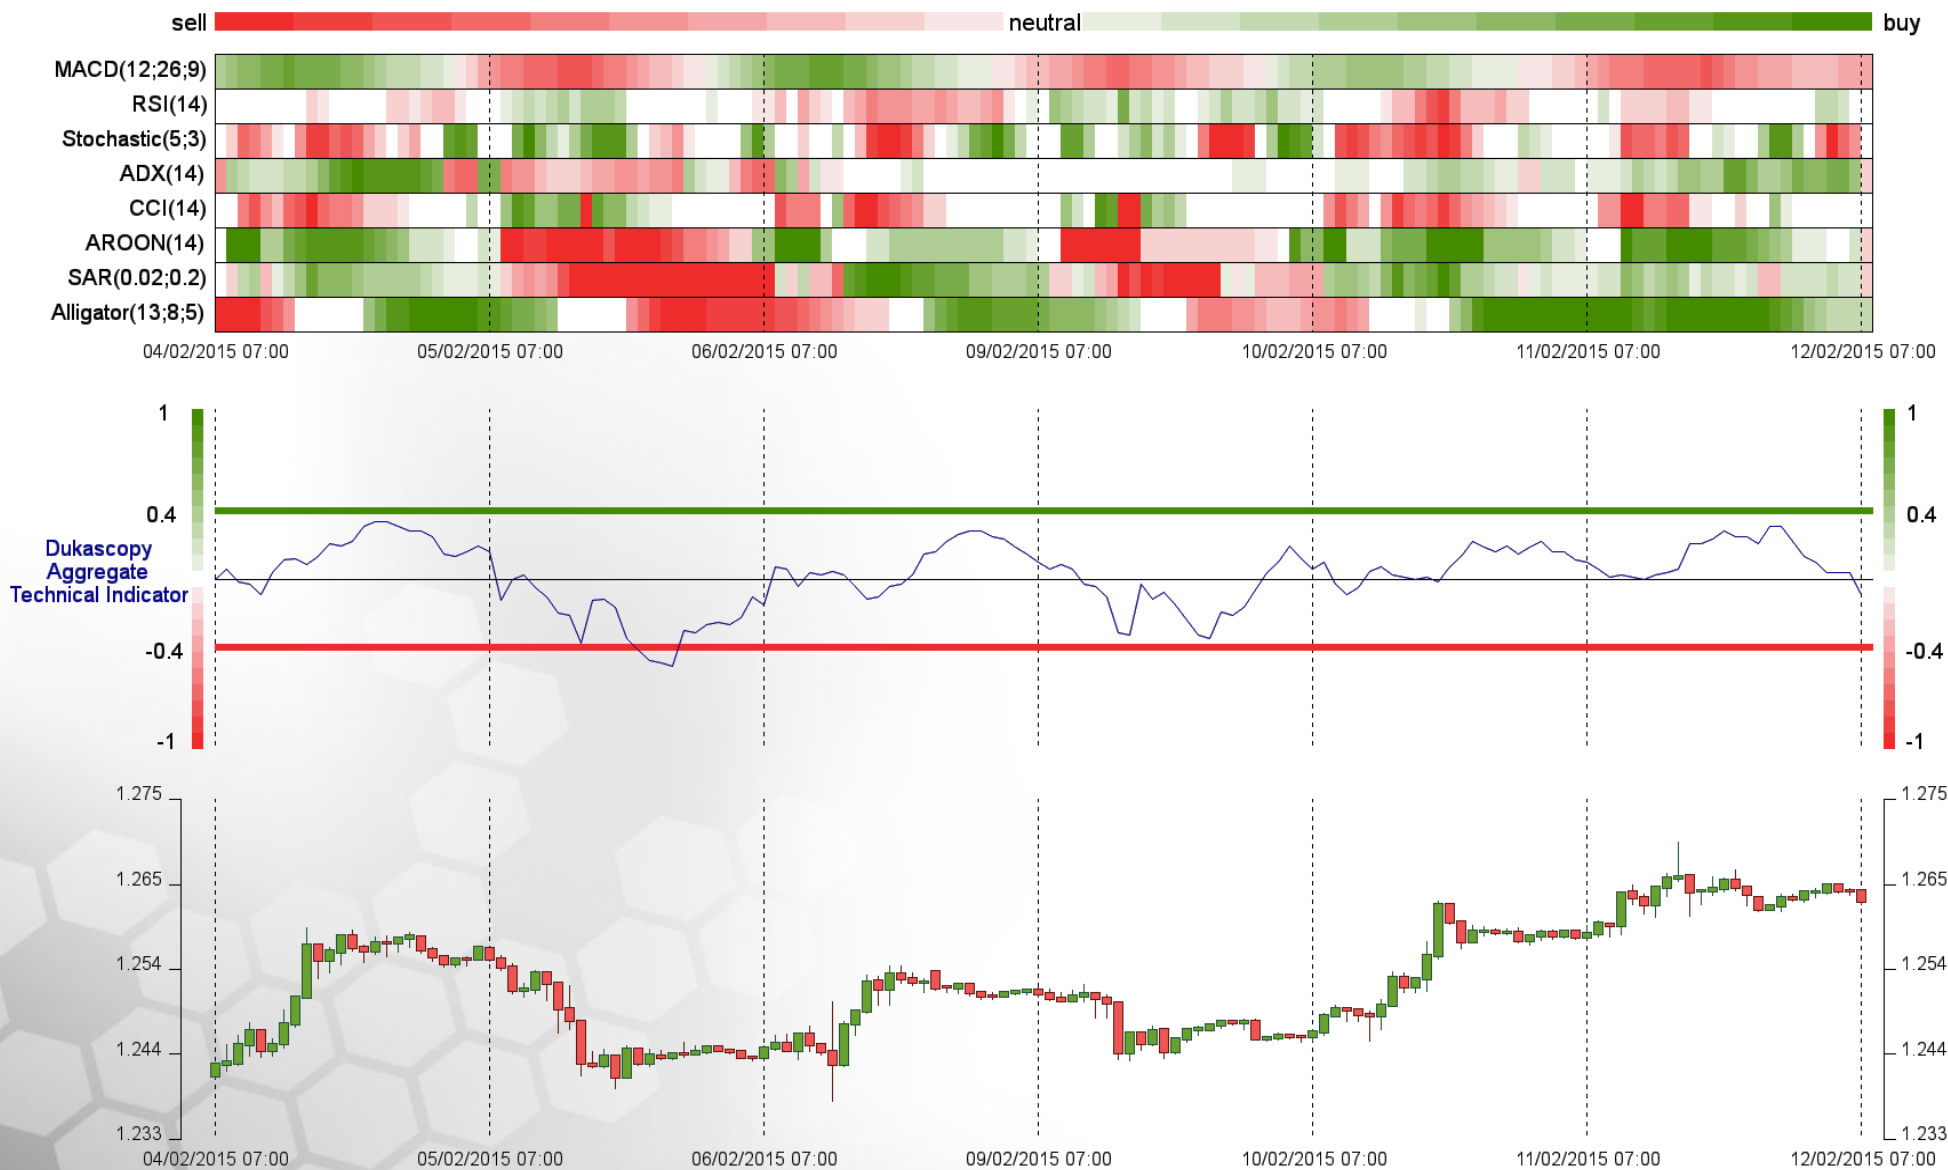 sell neutral buy
MACD(12;26;9)
RSI(14)
Stochastic(5;3)
ADX(14)
CCI(14)
AROON(14)
SAR(0.02;0.2)
Alligator(13;8;5)
04/02/2015 07:00 05/02/2015 07:00 06/02/2015 07:00 09/02/2015 07:00 10/02/2015 07:00 11/02/2015 07:00 12/02/2015 07:00
1 1
0.4 0.4
Dukascopy
Aggregate
Technical Indicator
-0.4 -0.4
-1 -1
1.275 1.275
1.265 1.265
1.254 1.254
1.244 1.244
1.233 1.233
04/02/2015 07:00 05/02/2015 07:00 06/02/2015 07:00 09/02/2015 07:00 10/02/2015 07:00 11/02/2015 07:00 12/02/2015 07:00